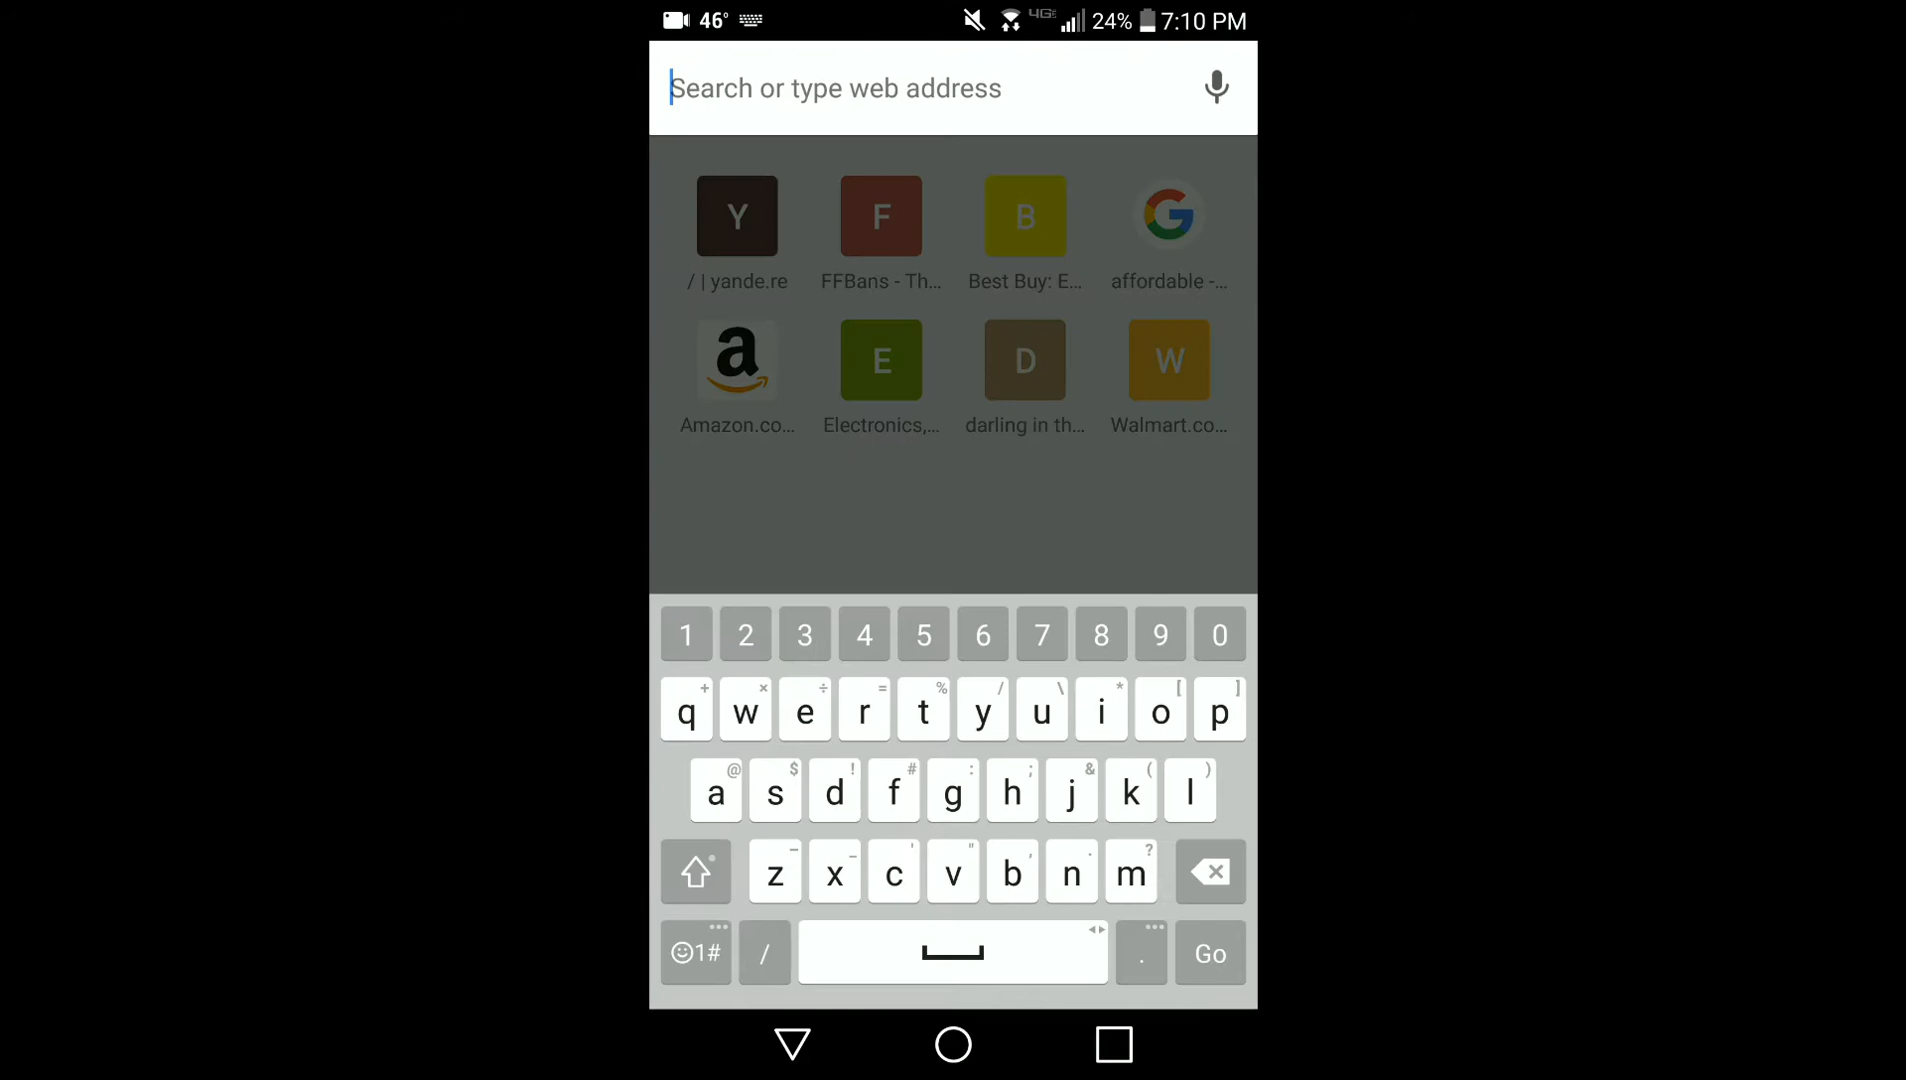 46° 4G 24% 7:10 PM
Search or type web address
Y F B G
/ | yande.re FFBans - Th... Best Buy: E... affordable -...
a E D W
Amazon.co... Electronics,... darling in th... Walmart.co...
1 2 3 4 5 6 7 8 9 0
+ × ÷ = % / \ * [ ]
q w e r t y u i o p
@ $ ! # : ; & ( )
a s d f g h j k l
– _ ' " , . ?
z x c v b n m
1# / . Go